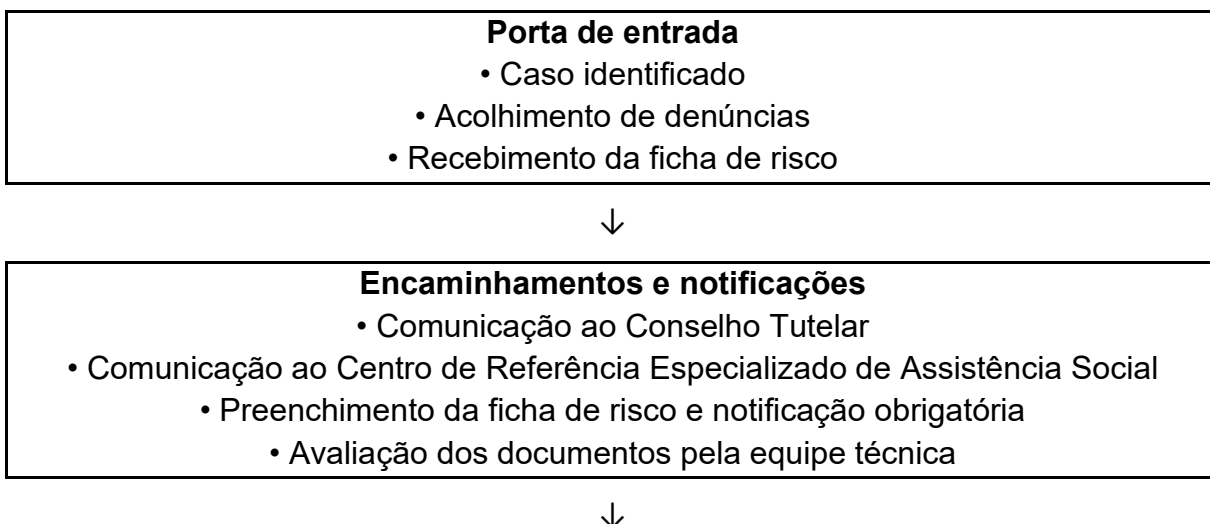 Porta de entrada
• Caso identificado
• Acolhimento de denúncias
• Recebimento da ficha de risco
↓
Encaminhamentos e notificações
• Comunicação ao Conselho Tutelar
• Comunicação ao Centro de Referência Especializado de Assistência Social
• Preenchimento da ficha de risco e notificação obrigatória
• Avaliação dos documentos pela equipe técnica
↓